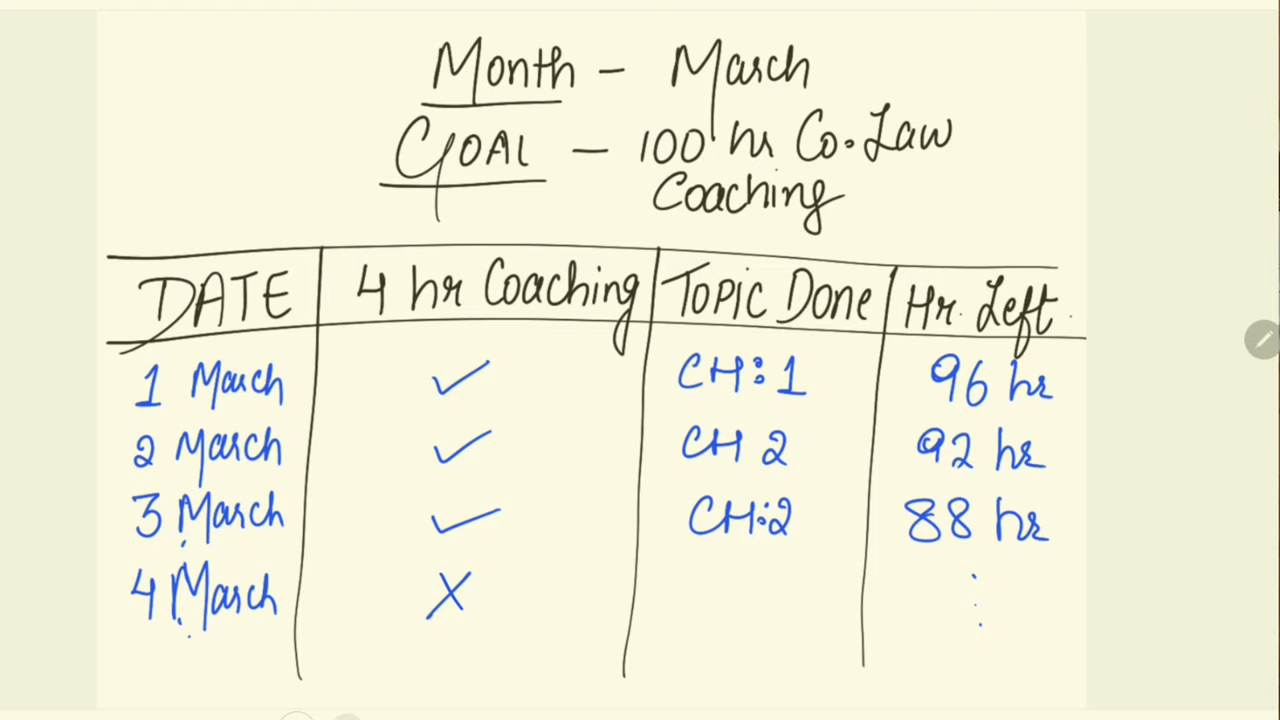 Month - March
GOAL - 100 hr Co. Law
Coaching
DATE 4 hr Coaching Topic Done Hr. Left
1 March ✓ CH: 1 96 hr
2 March ✓ CH 2 92 hr
3 March ✓ CH:2 88 hr
4 March X